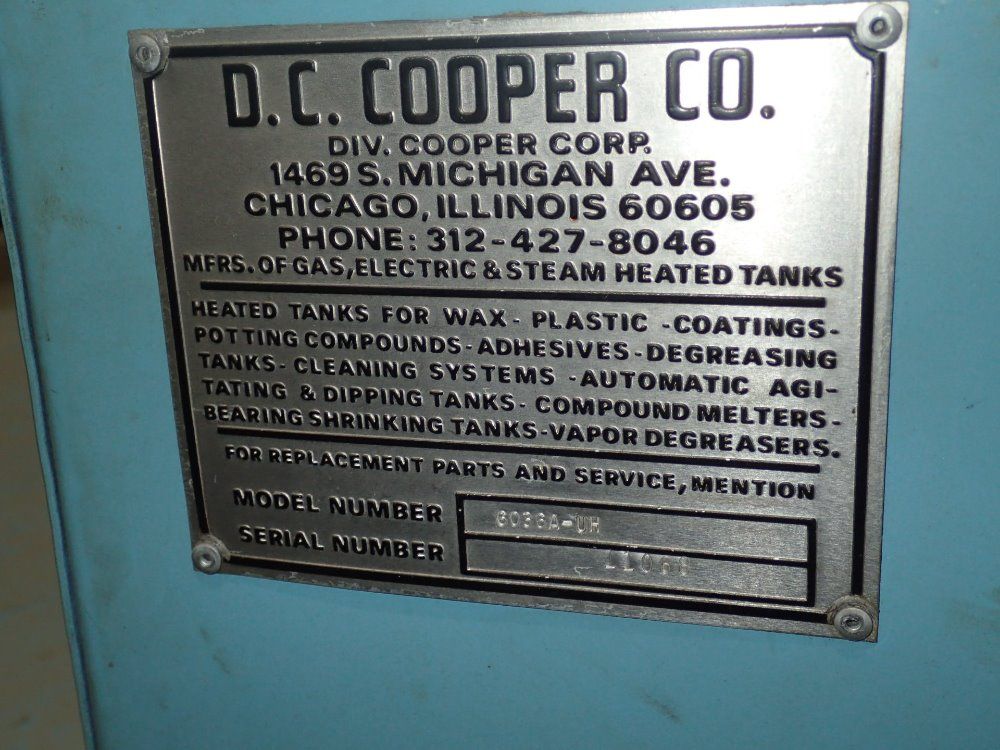 D.C. COOPER CO.
DIV. COOPER CORP.
1469 S. MICHIGAN AVE.
CHICAGO, ILLINOIS 60605
PHONE: 312-427-8046
MFRS. OF GAS, ELECTRIC & STEAM HEATED TANKS
HEATED TANKS FOR WAX - PLASTIC - COATINGS -
POTTING COMPOUNDS - ADHESIVES - DEGREASING
TANKS - CLEANING SYSTEMS - AUTOMATIC AGI-
TATING & DIPPING TANKS - COMPOUND MELTERS -
BEARING SHRINKING TANKS - VAPOR DEGREASERS.
FOR REPLACEMENT PARTS AND SERVICE, MENTION
MODEL NUMBER
SERIAL NUMBER